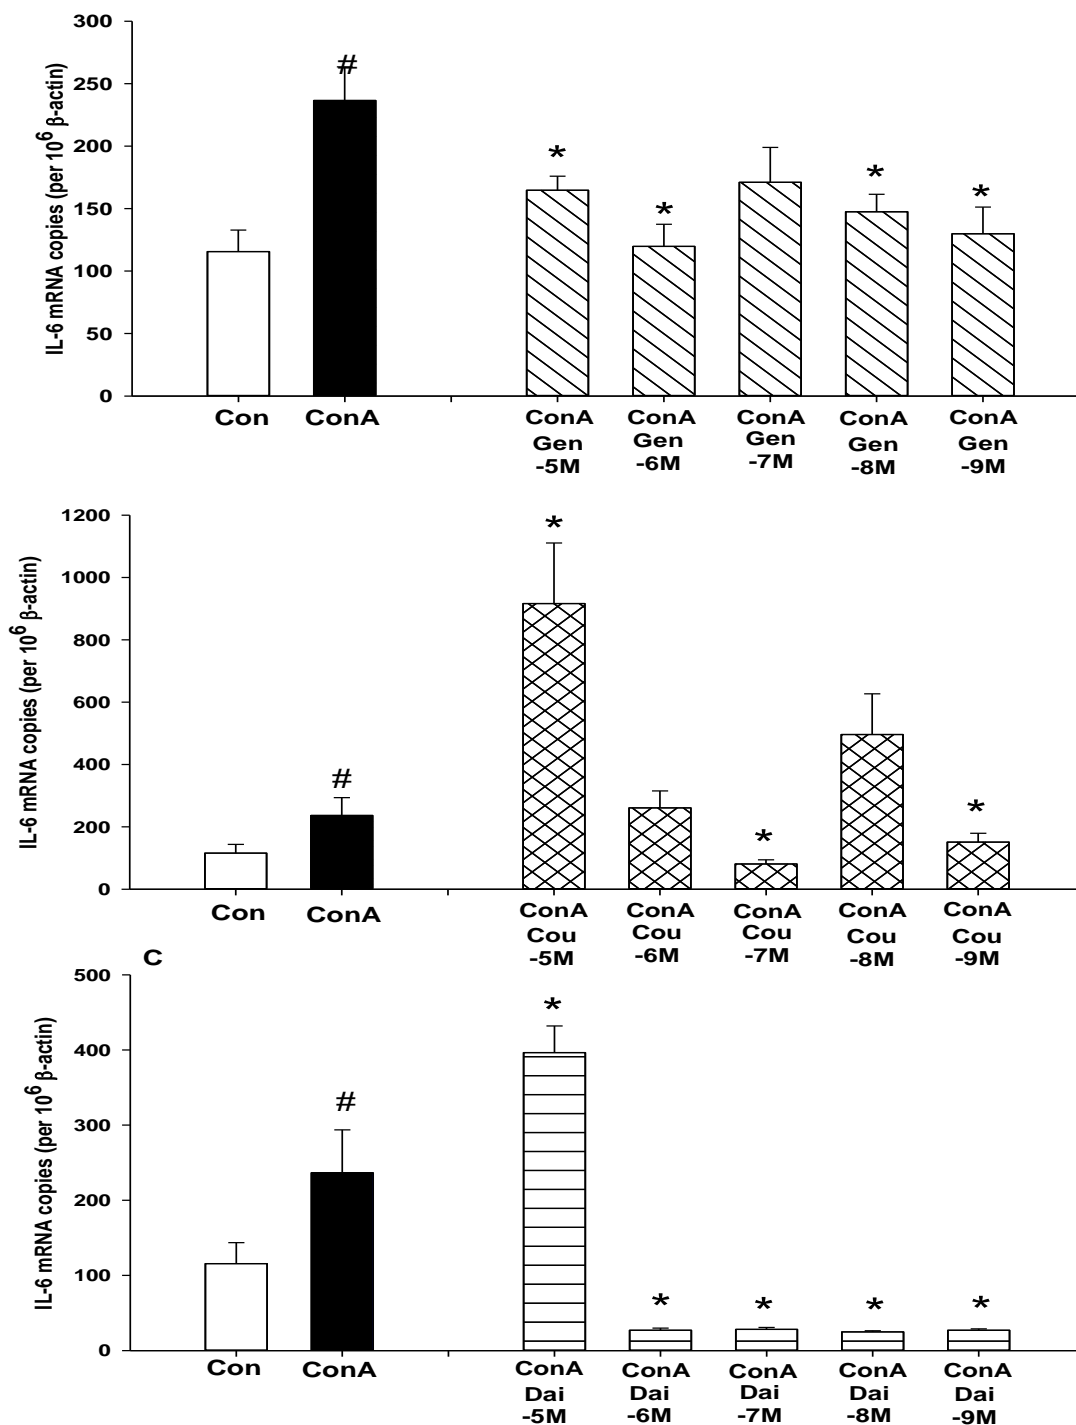 300
250
200
150
100
50
0
IL-6 mRNA copies (per 10⁶ β-actin)
#
*
*
*
*
Con
ConA
ConA
Gen
-5M
ConA
Gen
-6M
ConA
Gen
-7M
ConA
Gen
-8M
ConA
Gen
-9M
1200
1000
800
600
400
200
0
IL-6 mRNA copies (per 10⁶ β-actin)
#
*
*
*
Con
ConA
ConA
Cou
-5M
ConA
Cou
-6M
ConA
Cou
-7M
ConA
Cou
-8M
ConA
Cou
-9M
C
500
400
300
200
100
0
IL-6 mRNA copies (per 10⁶ β-actin)
#
*
*
*
*
*
Con
ConA
ConA
Dai
-5M
ConA
Dai
-6M
ConA
Dai
-7M
ConA
Dai
-8M
ConA
Dai
-9M